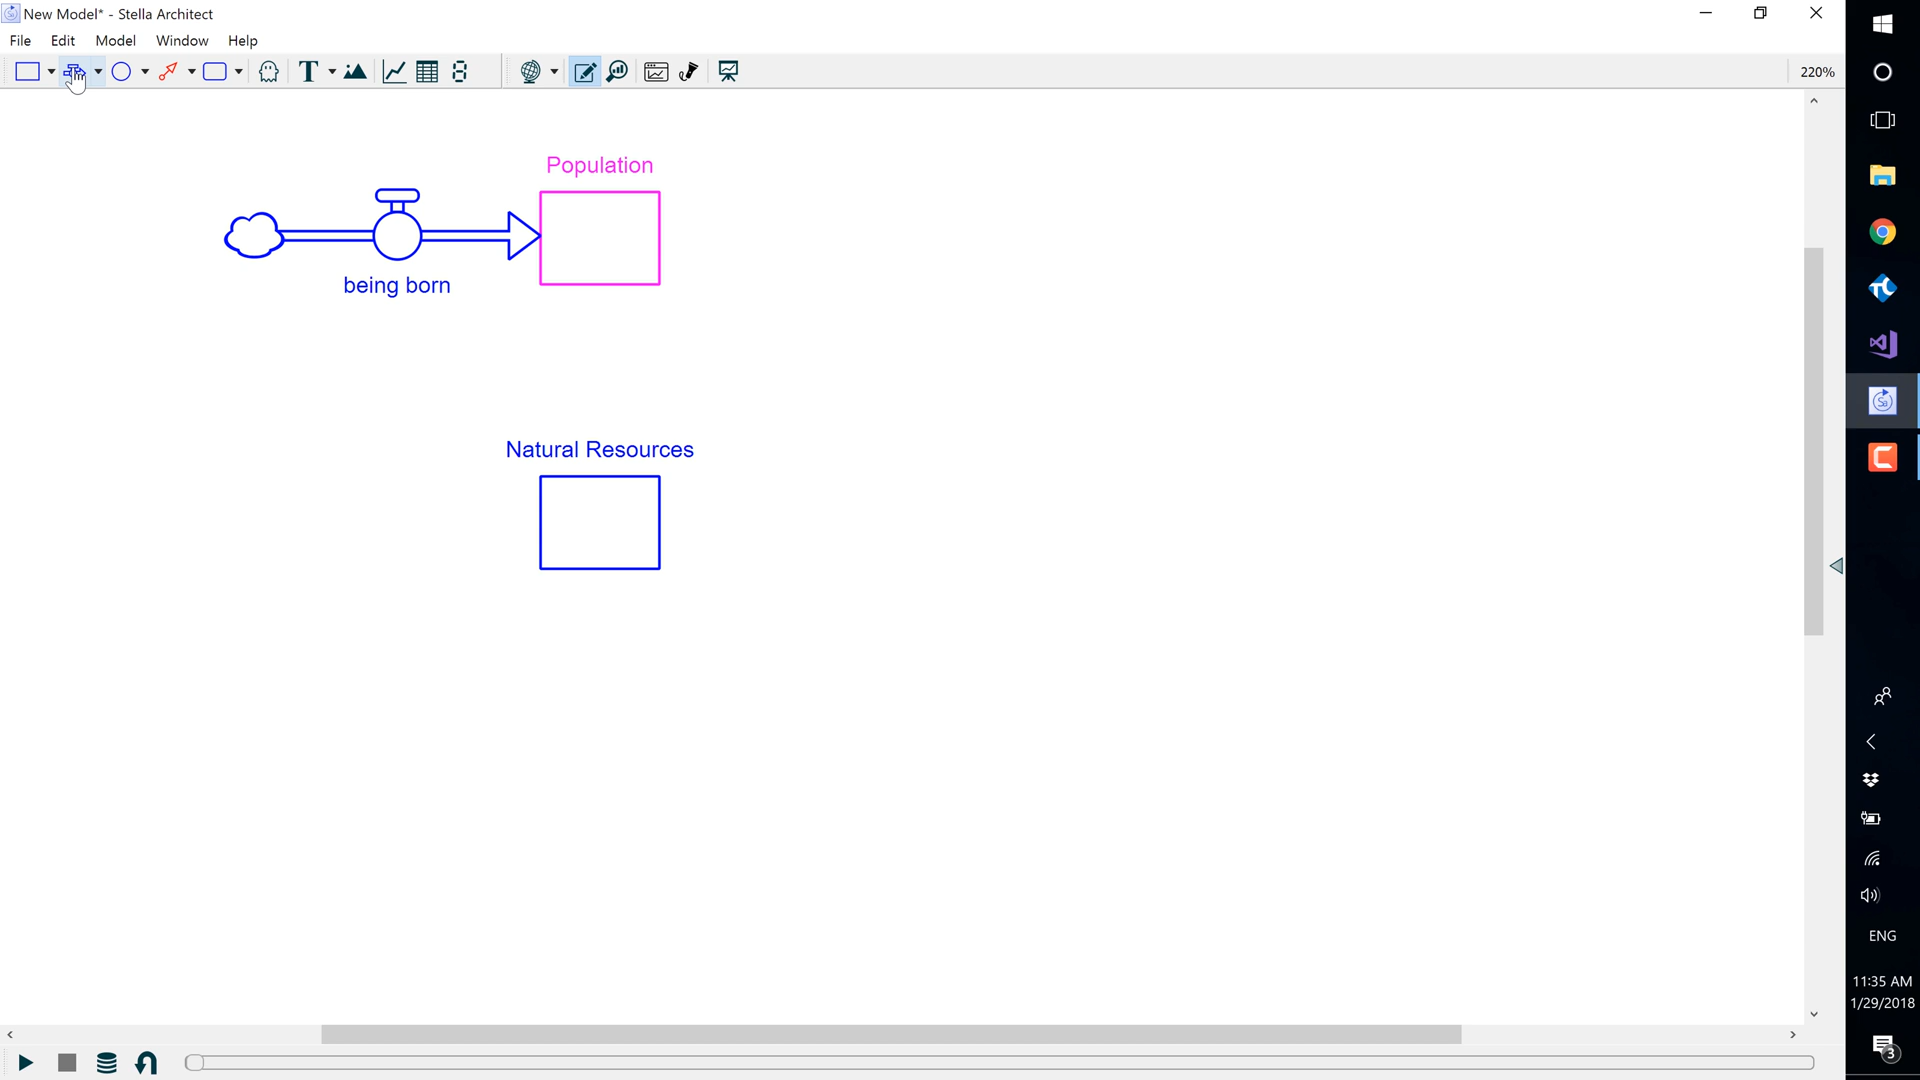 New Model* - Stella Architect
File Edit Model Window Help
T
220%
Population
being born
Natural Resources
Sa
ENG
11:35 AM
1/29/2018
3